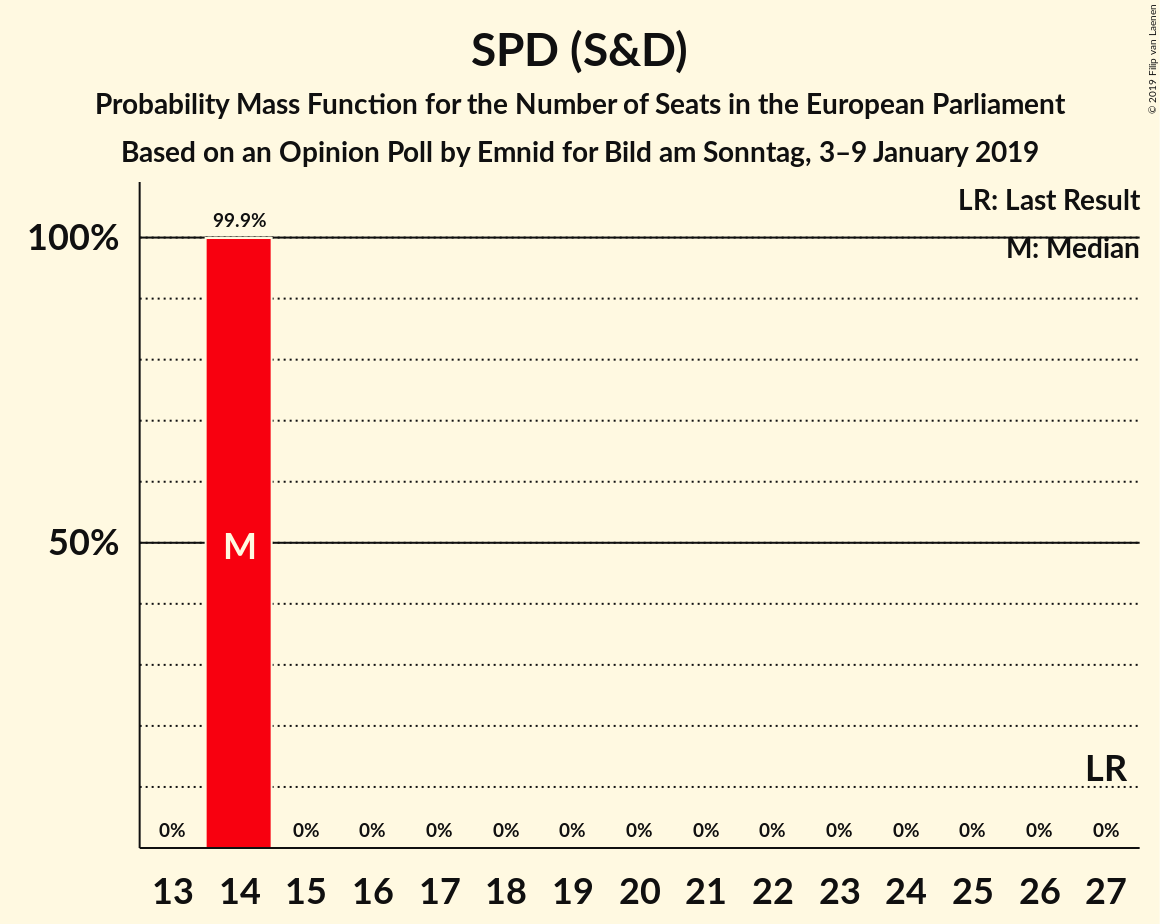 SPD (S&D)
Probability Mass Function for the Number of Seats in the European Parliament
Based on an Opinion Poll by Emnid for Bild am Sonntag, 3–9 January 2019
© 2019 Filip van Laenen
LR: Last Result
M: Median
99.9%
100%
50%
M
LR
0% 0% 0% 0% 0% 0% 0% 0% 0% 0% 0% 0% 0% 0%
13 14 15 16 17 18 19 20 21 22 23 24 25 26 27